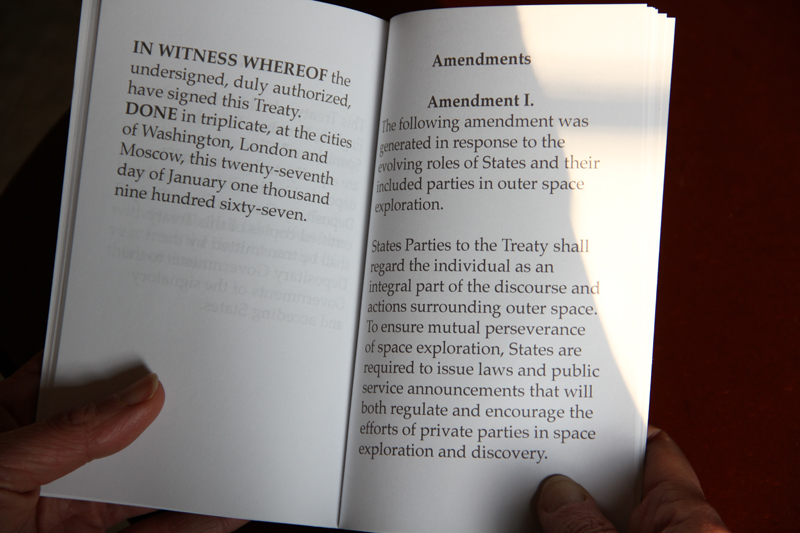 IN WITNESS WHEREOF the
undersigned, duly authorized,
have signed this Treaty.
DONE in triplicate, at the cities
of Washington, London and
Moscow, this twenty-seventh
day of January one thousand
nine hundred sixty-seven.
Amendments
Amendment I.
The following amendment was
generated in response to the
evolving roles of States and their
included parties in outer space
exploration.
States Parties to the Treaty shall
regard the individual as an
integral part of the discourse and
actions surrounding outer space.
To ensure mutual perseverance
of space exploration, States are
required to issue laws and public
service announcements that will
both regulate and encourage the
efforts of private parties in space
exploration and discovery.